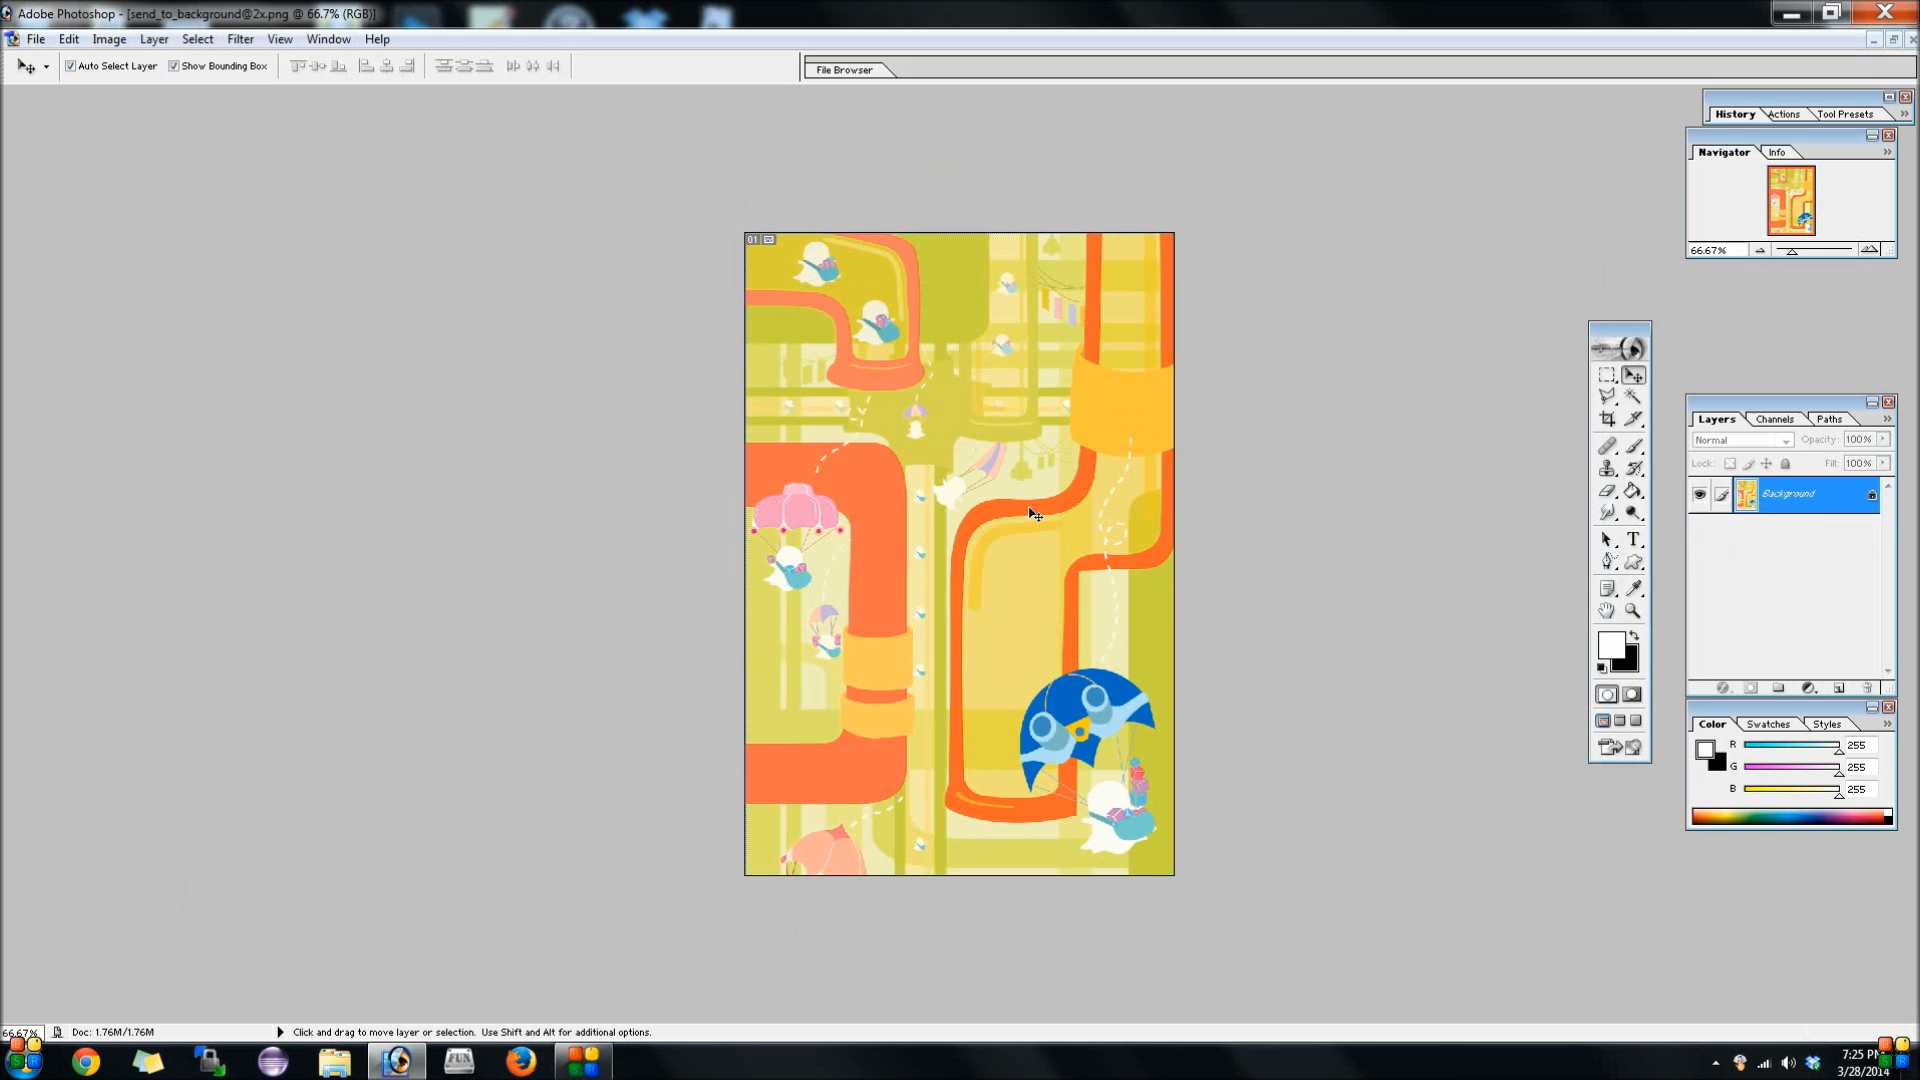 Adobe Photoshop - [send_to_background@2x.png @ 66.7% (RGB)]
File Edit Image Layer Select Filter View Window Help
Auto Select Layer Show Bounding Box
File Browser
History Actions Tool Presets
Navigator Info
01
66.67%
Layers Channels Paths
Normal Opacity: 100%
Lock: Fill: 100%
Background
Color Swatches Styles
R 255
G 255
B 255
66.67% Doc: 1.76M/1.76M Click and drag to move layer or selection. Use Shift and Alt for additional options.
FUN
7:25 PM
3/28/2014